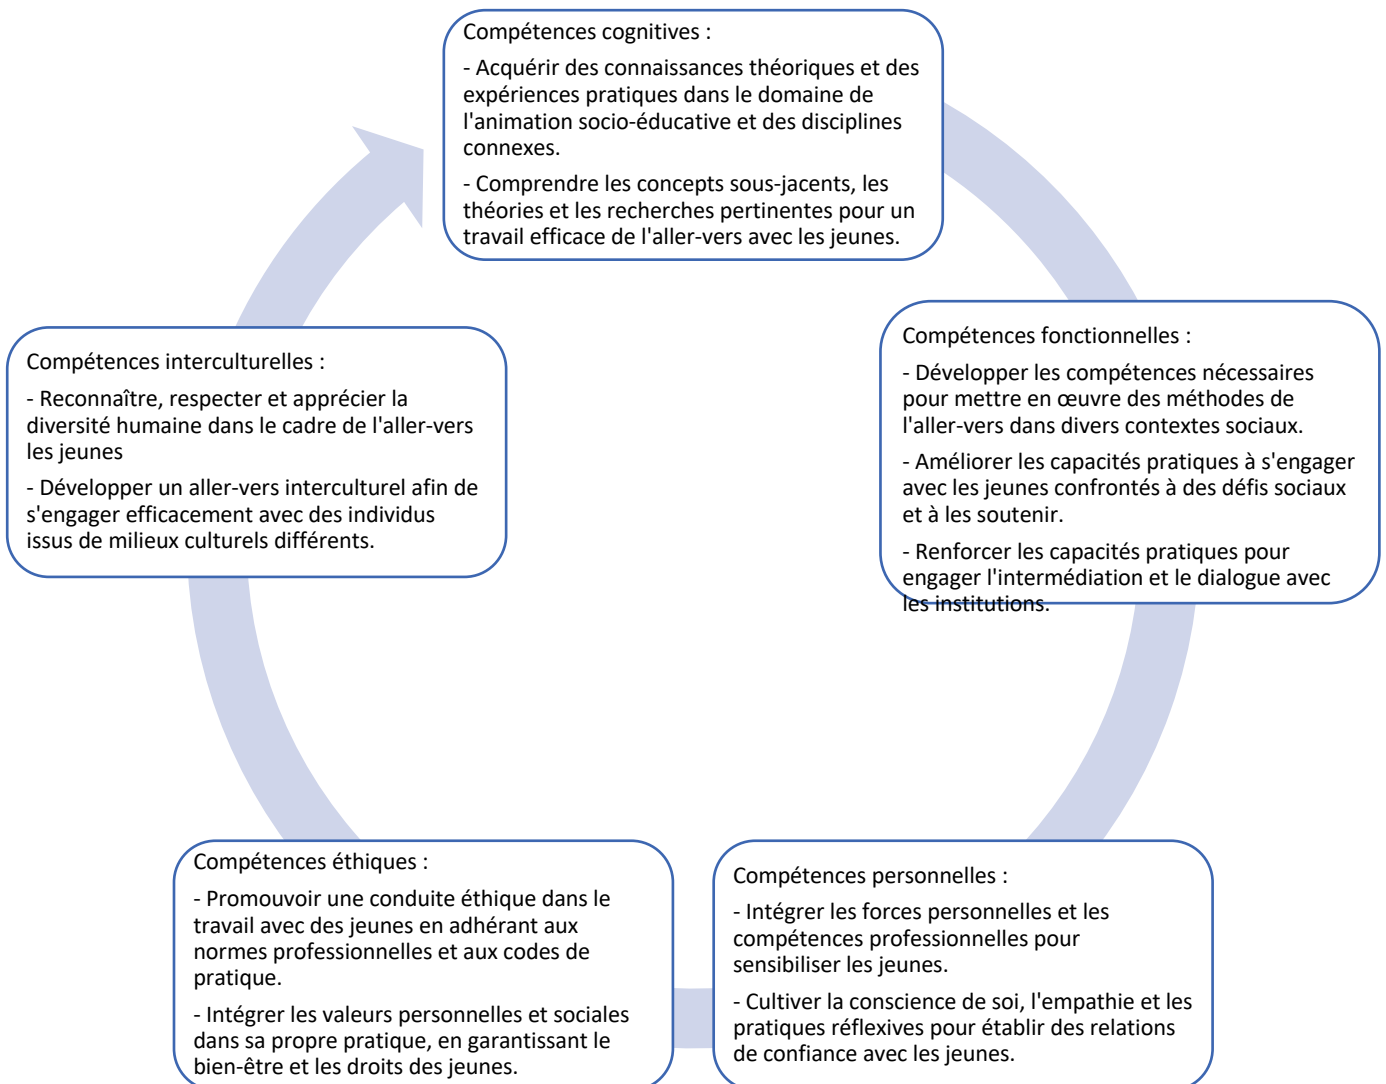 Compétences cognitives :
- Acquérir des connaissances théoriques et des
expériences pratiques dans le domaine de
l'animation socio-éducative et des disciplines
connexes.
- Comprendre les concepts sous-jacents, les
théories et les recherches pertinentes pour un
travail efficace de l'aller-vers avec les jeunes.
Compétences fonctionnelles :
- Développer les compétences nécessaires
pour mettre en œuvre des méthodes de
l'aller-vers dans divers contextes sociaux.
- Améliorer les capacités pratiques à s'engager
avec les jeunes confrontés à des défis sociaux
et à les soutenir.
- Renforcer les capacités pratiques pour
engager l'intermédiation et le dialogue avec
les institutions.
Compétences personnelles :
- Intégrer les forces personnelles et les
compétences professionnelles pour
sensibiliser les jeunes.
- Cultiver la conscience de soi, l'empathie et les
pratiques réflexives pour établir des relations
de confiance avec les jeunes.
Compétences éthiques :
- Promouvoir une conduite éthique dans le
travail avec des jeunes en adhérant aux
normes professionnelles et aux codes de
pratique.
- Intégrer les valeurs personnelles et sociales
dans sa propre pratique, en garantissant le
bien-être et les droits des jeunes.
Compétences interculturelles :
- Reconnaître, respecter et apprécier la
diversité humaine dans le cadre de l'aller-vers
les jeunes
- Développer un aller-vers interculturel afin de
s'engager efficacement avec des individus
issus de milieux culturels différents.